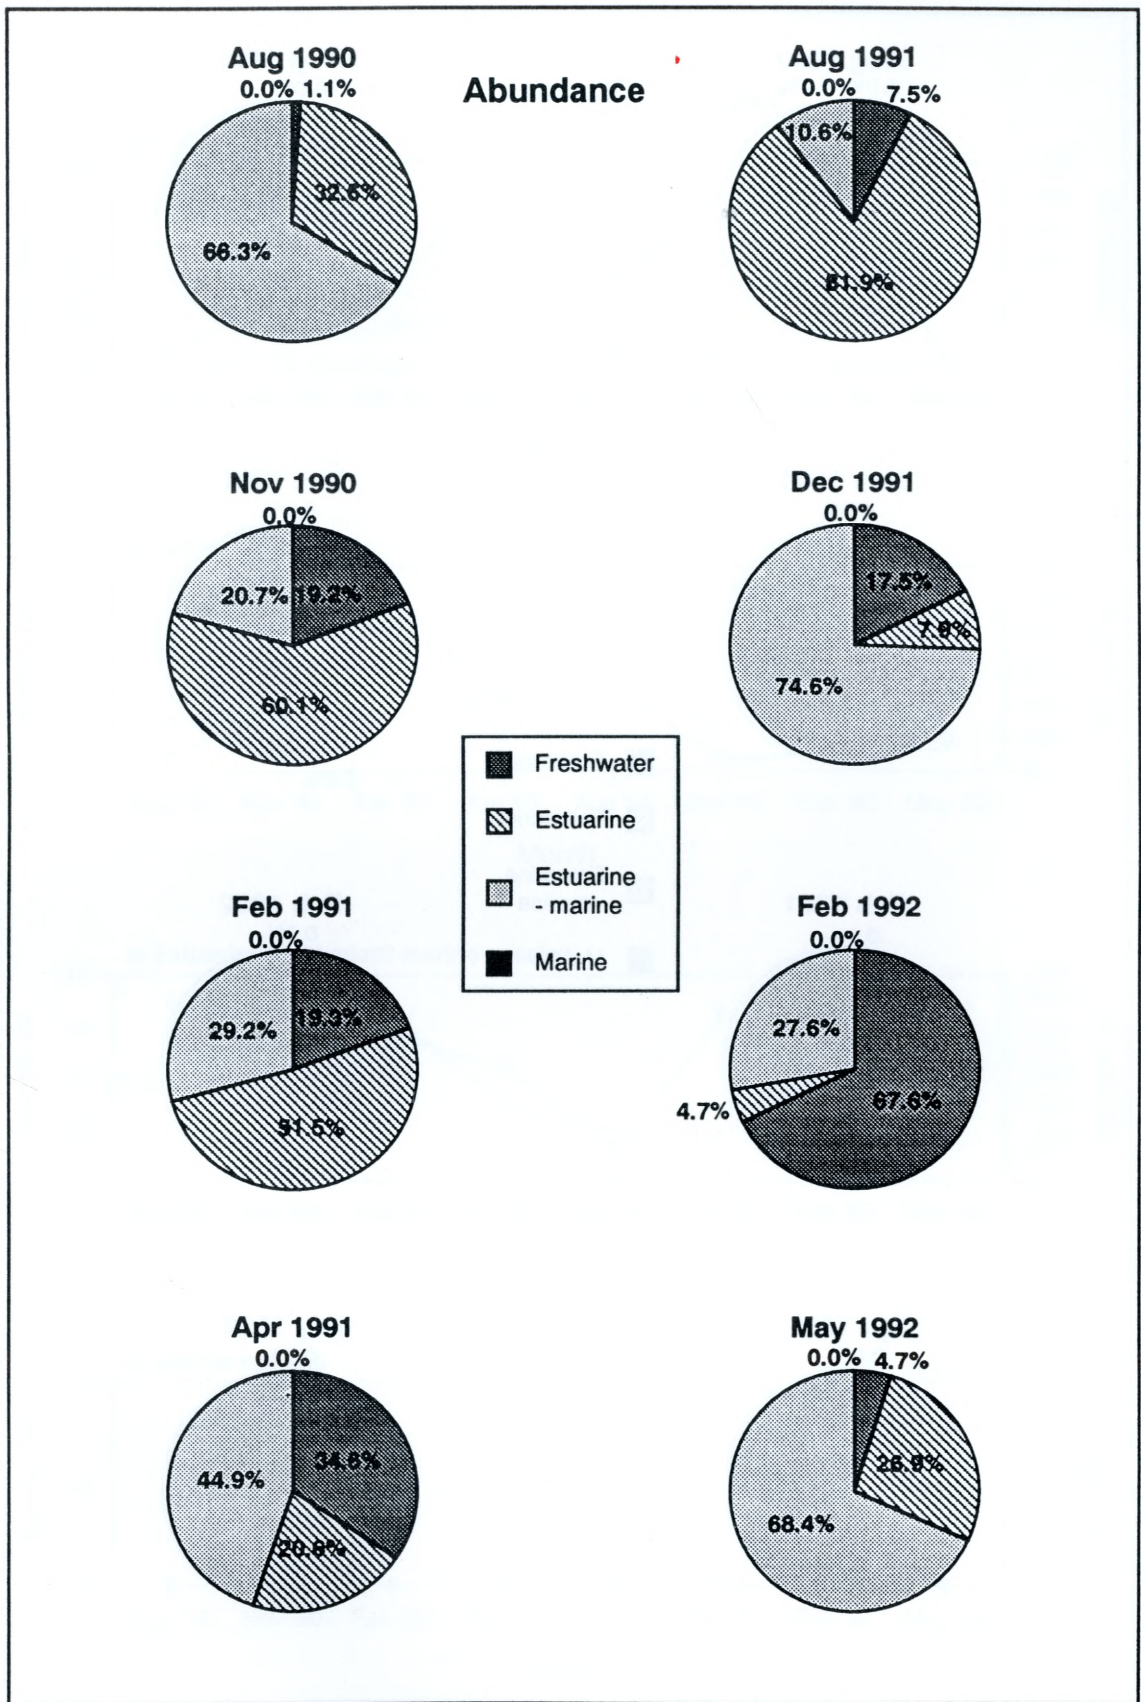 Aug 1990
0.0% 1.1%
32.6%
66.3%
Abundance
Aug 1991
0.0% 7.5%
10.6%
81.9%
Nov 1990
0.0%
20.7% 19.2%
60.1%
Dec 1991
0.0%
17.5%
7.9%
74.6%
Freshwater
Estuarine
Estuarine
- marine
Marine
Feb 1991
0.0%
29.2% 19.3%
51.5%
Feb 1992
0.0%
27.6%
4.7%
67.6%
Apr 1991
0.0%
34.6%
44.9%
May 1992
0.0% 4.7%
26.9%
68.4%